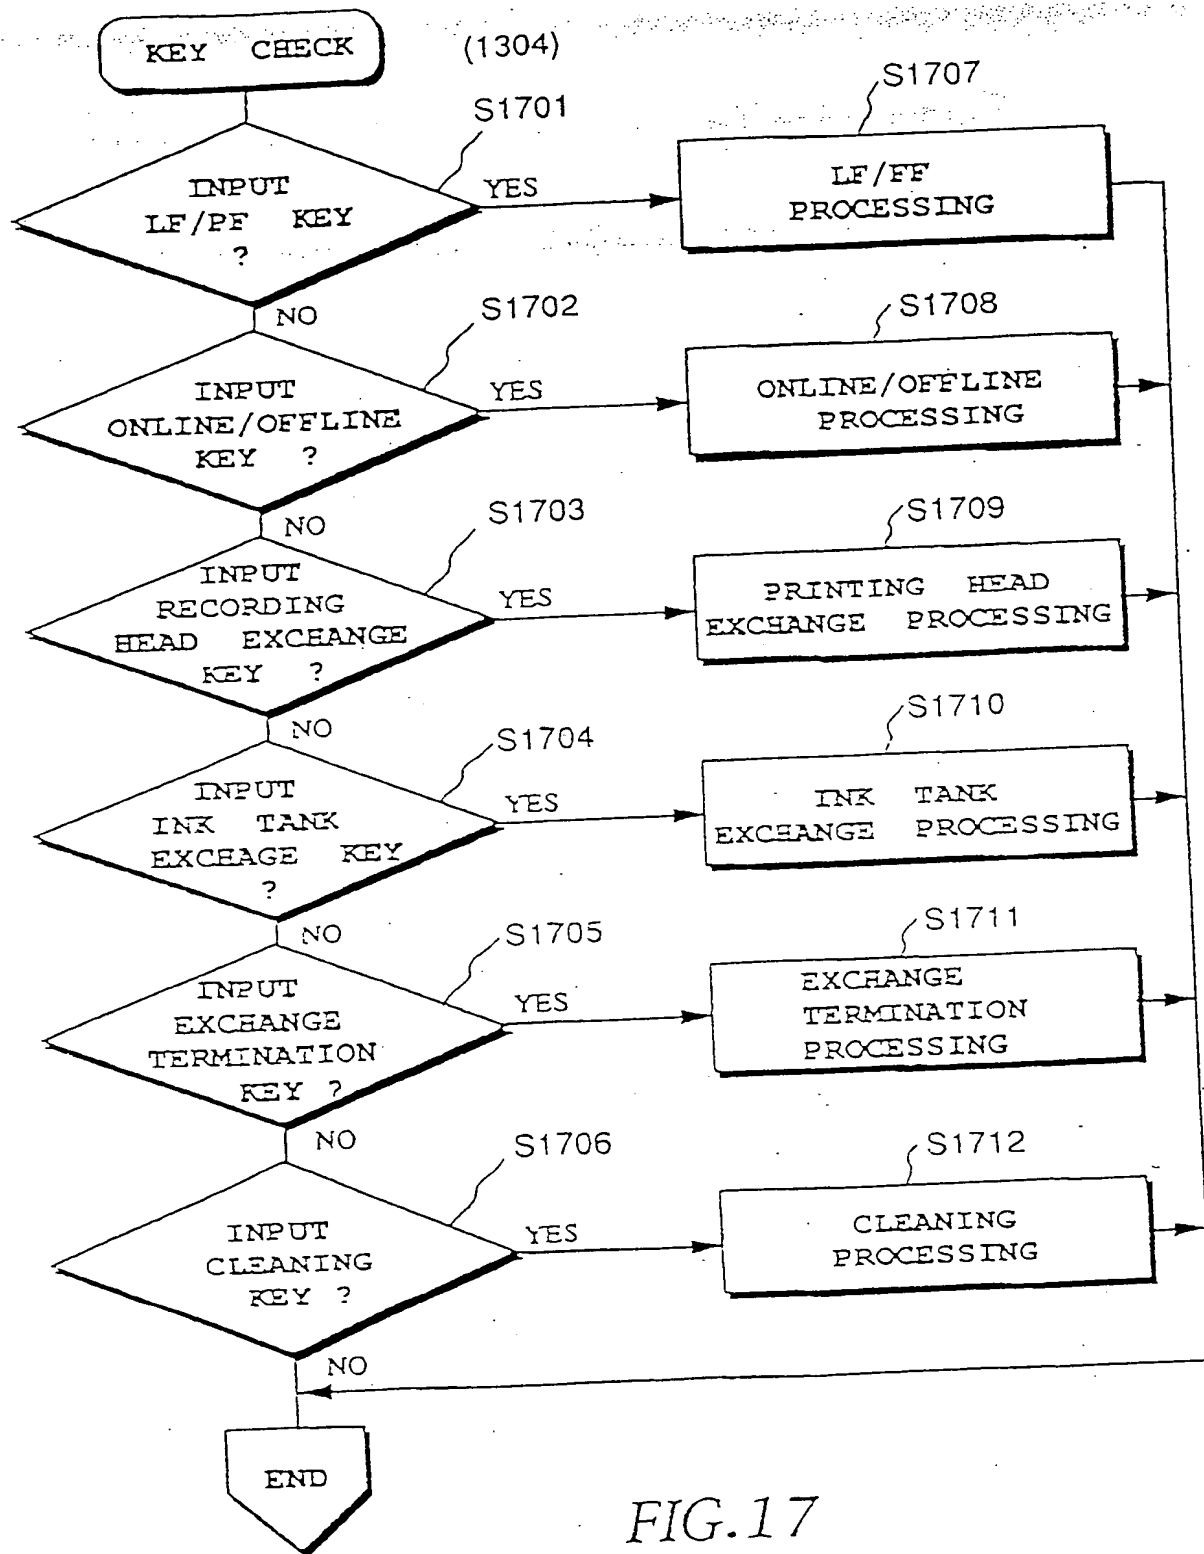 KEY CHECK
(1304)
S1701
S1707
INPUT
LF/PF KEY
?
YES
LF/FF
PROCESSING
NO
S1702
S1708
INPUT
ONLINE/OFFLINE
KEY ?
YES
ONLINE/OFFLINE
PROCESSING
NO
S1703
S1709
INPUT
RECORDING
HEAD EXCHANGE
KEY ?
YES
PRINTING HEAD
EXCHANGE PROCESSING
NO
S1704
S1710
INPUT
INK TANK
EXCHAGE KEY
?
YES
INK TANK
EXCHANGE PROCESSING
NO
S1705
S1711
INPUT
EXCHANGE
TERMINATION
KEY ?
YES
EXCHANGE
TERMINATION
PROCESSING
NO
S1706
S1712
INPUT
CLEANING
KEY ?
YES
CLEANING
PROCESSING
NO
END
FIG.17